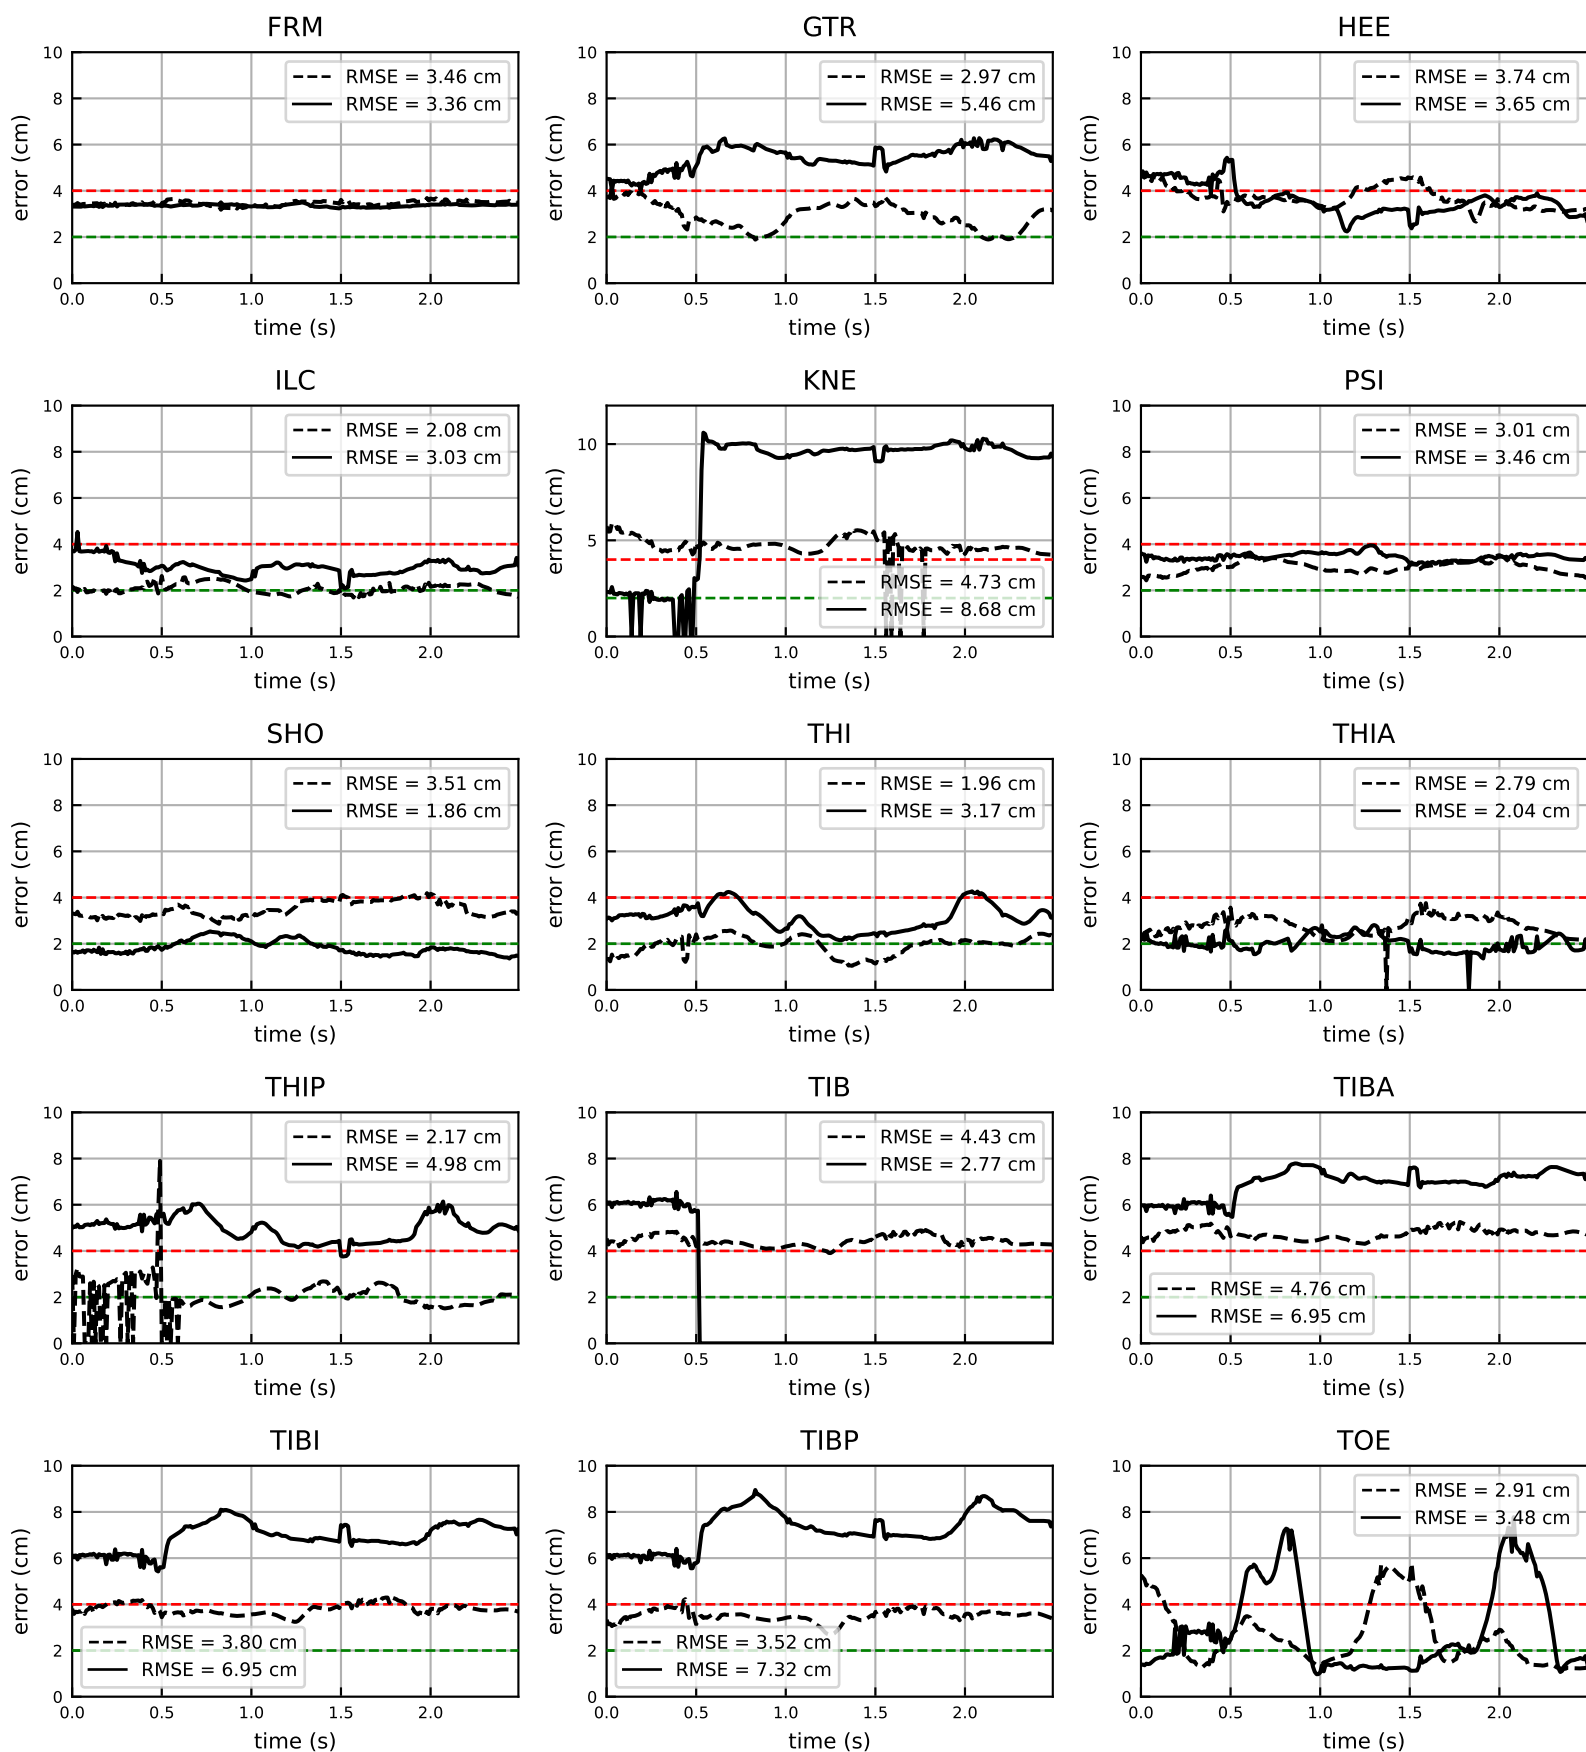 FRM
GTR
HEE
10
8
6
4
2
0
error (cm)
RMSE = 3.46 cm
RMSE = 3.36 cm
0.0 0.5 1.0 1.5 2.0
time (s)
10
8
6
4
2
0
error (cm)
RMSE = 2.97 cm
RMSE = 5.46 cm
0.0 0.5 1.0 1.5 2.0
time (s)
10
8
6
4
2
0
error (cm)
RMSE = 3.74 cm
RMSE = 3.65 cm
0.0 0.5 1.0 1.5 2.0
time (s)
ILC
KNE
PSI
10
8
6
4
2
0
error (cm)
RMSE = 2.08 cm
RMSE = 3.03 cm
0.0 0.5 1.0 1.5 2.0
time (s)
10
5
0
error (cm)
RMSE = 4.73 cm
RMSE = 8.68 cm
0.0 0.5 1.0 1.5 2.0
time (s)
10
8
6
4
2
0
error (cm)
RMSE = 3.01 cm
RMSE = 3.46 cm
0.0 0.5 1.0 1.5 2.0
time (s)
SHO
THI
THIA
10
8
6
4
2
0
error (cm)
RMSE = 3.51 cm
RMSE = 1.86 cm
0.0 0.5 1.0 1.5 2.0
time (s)
10
8
6
4
2
0
error (cm)
RMSE = 1.96 cm
RMSE = 3.17 cm
0.0 0.5 1.0 1.5 2.0
time (s)
10
8
6
4
2
0
error (cm)
RMSE = 2.79 cm
RMSE = 2.04 cm
0.0 0.5 1.0 1.5 2.0
time (s)
THIP
TIB
TIBA
10
8
6
4
2
0
error (cm)
RMSE = 2.17 cm
RMSE = 4.98 cm
0.0 0.5 1.0 1.5 2.0
time (s)
10
8
6
4
2
0
error (cm)
RMSE = 4.43 cm
RMSE = 2.77 cm
0.0 0.5 1.0 1.5 2.0
time (s)
10
8
6
4
2
0
error (cm)
RMSE = 4.76 cm
RMSE = 6.95 cm
0.0 0.5 1.0 1.5 2.0
time (s)
TIBI
TIBP
TOE
10
8
6
4
2
0
error (cm)
RMSE = 3.80 cm
RMSE = 6.95 cm
0.0 0.5 1.0 1.5 2.0
time (s)
10
8
6
4
2
0
error (cm)
RMSE = 3.52 cm
RMSE = 7.32 cm
0.0 0.5 1.0 1.5 2.0
time (s)
10
8
6
4
2
0
error (cm)
RMSE = 2.91 cm
RMSE = 3.48 cm
0.0 0.5 1.0 1.5 2.0
time (s)